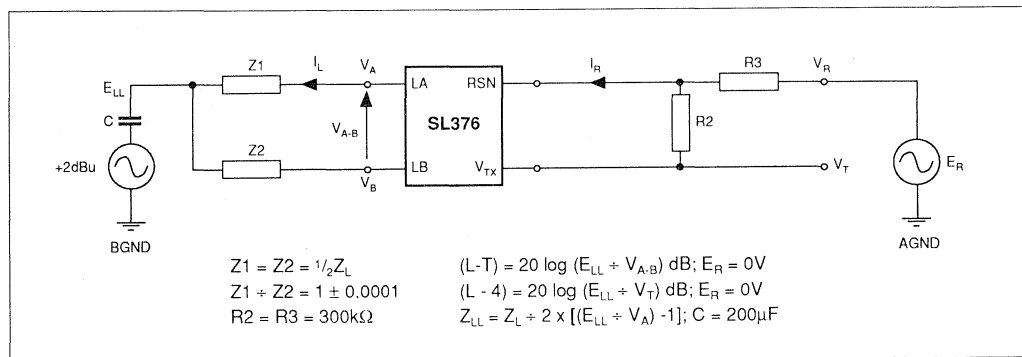 Z1
I_L
V_A
LA
RSN
I_R
R3
V_R
E_LL
C
V_A-B
SL376
R2
+2dBu
Z2
V_B
LB
V_TX
V_T
E_R
BGND
AGND
Z1 = Z2 = 1/2Z_L
(L-T) = 20 log (E_LL ÷ V_A-B) dB; E_R = 0V
Z1 ÷ Z2 = 1 ± 0.0001
(L - 4) = 20 log (E_LL ÷ V_T) dB; E_R = 0V
R2 = R3 = 300kΩ
Z_LL = Z_L ÷ 2 x [(E_LL ÷ V_A) -1]; C = 200µF